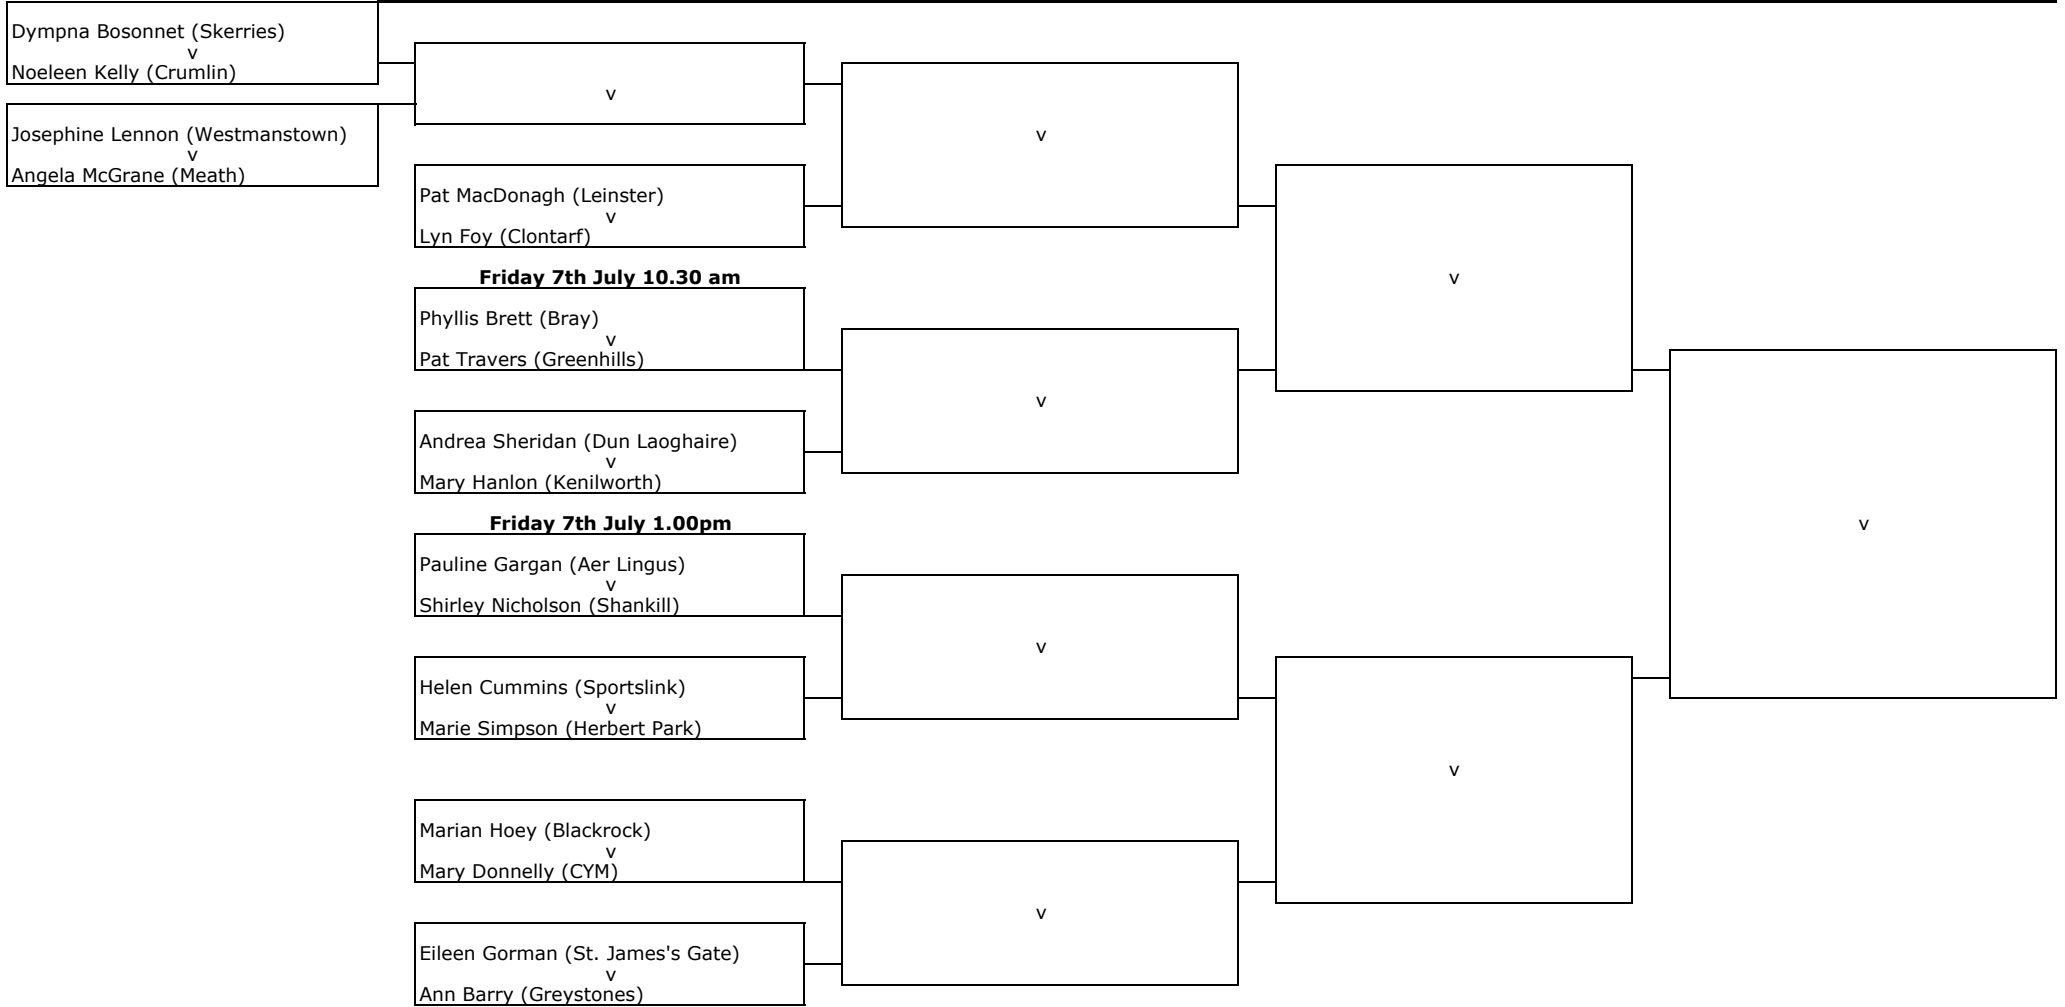 Dympna Bosonnet (Skerries)
v
Noeleen Kelly (Crumlin)
Josephine Lennon (Westmanstown)
v
Angela McGrane (Meath)
v
Pat MacDonagh (Leinster)
v
Lyn Foy (Clontarf)
Friday 7th July 10.30 am
Phyllis Brett (Bray)
v
Pat Travers (Greenhills)
Andrea Sheridan (Dun Laoghaire)
v
Mary Hanlon (Kenilworth)
Friday 7th July 1.00pm
Pauline Gargan (Aer Lingus)
v
Shirley Nicholson (Shankill)
Helen Cummins (Sportslink)
v
Marie Simpson (Herbert Park)
Marian Hoey (Blackrock)
v
Mary Donnelly (CYM)
Eileen Gorman (St. James's Gate)
v
Ann Barry (Greystones)
v
v
v
v
v
v
v